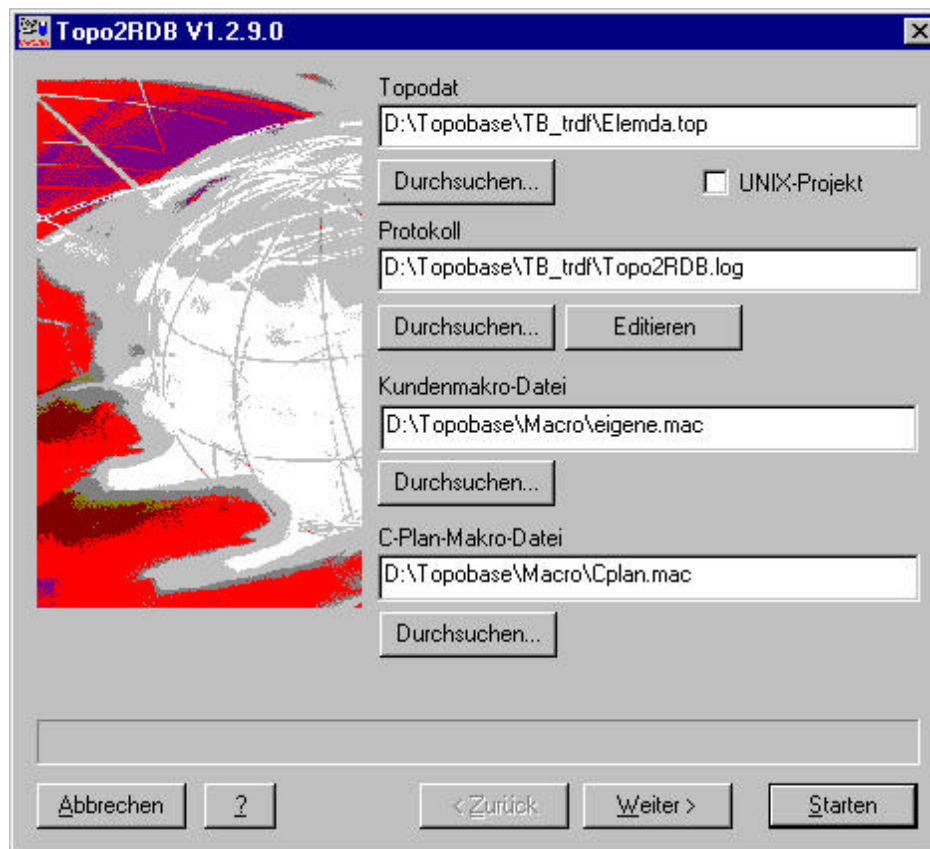 Topo2RDB V1.2.9.0
Topodat
D:\Topobase\TB_trdf\Elemda.top
Durchsuchen...
UNIX-Projekt
Protokoll
D:\Topobase\TB_trdf\Topo2RDB.log
Durchsuchen...
Editieren
Kundenmakro-Datei
D:\Topobase\Macro\eigene.mac
Durchsuchen...
C-Plan-Makro-Datei
D:\Topobase\Macro\Cplan.mac
Durchsuchen...
Abbrechen
?
< Zurück
Weiter >
Starten